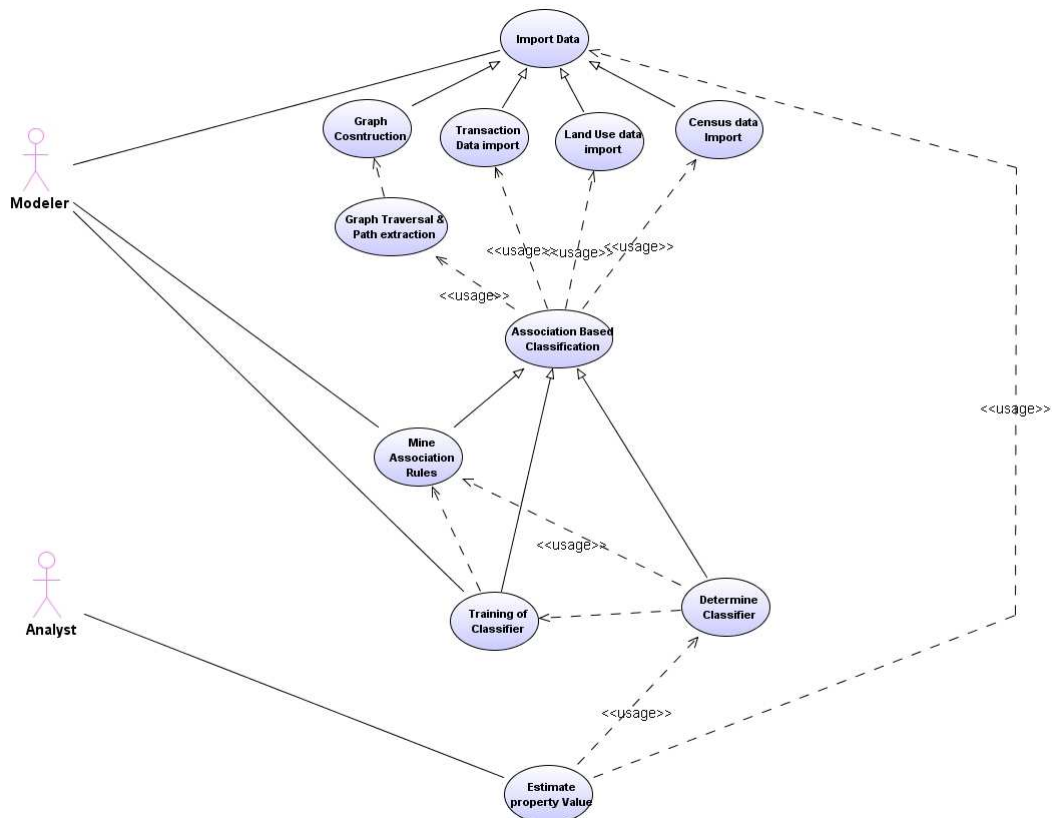 Import Data
Graph
Cosntruction
Transaction
Data import
Land Use data
import
Census data
Import
Modeler
Graph Traversal &
Path extraction
<<usage>>
<<usage>>
<<usage>>
<<usage>>
Association Based
Classification
<<usage>>
Mine
Association
Rules
<<usage>>
Analyst
Training of
Classifier
Determine
Classifier
<<usage>>
Estimate
property Value